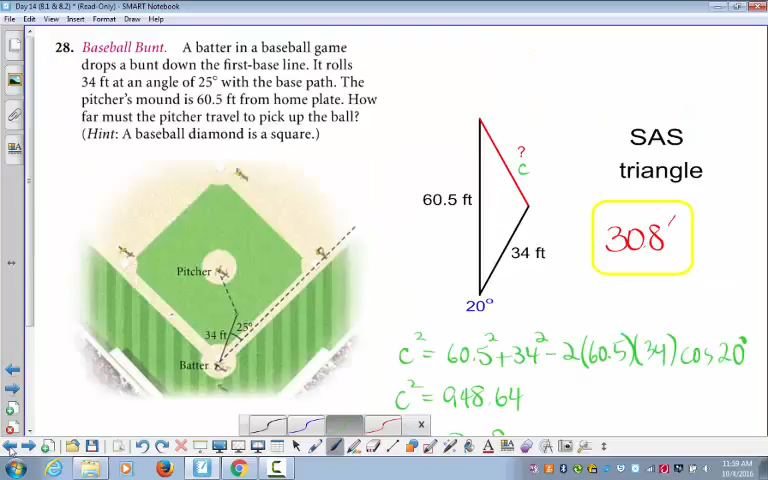 Day 14 (8.1 & 8.2) * (Read-Only) - SMART Notebook
File Edit View Insert Format Tools Draw Help
28. Baseball Bunt. A batter in a baseball game
drops a bunt down the first-base line. It rolls
34 ft at an angle of 25° with the base path. The
pitcher's mound is 60.5 ft from home plate. How
far must the pitcher travel to pick up the ball?
(Hint: A baseball diamond is a square.)
Pitcher
25°
34 ft
Batter
?
c
60.5 ft
34 ft
20°
SAS
triangle
30.8'
c² = 60.5² + 34² - 2(60.5)(34) cos 20°
c² = 948.64
11:59 AM
10/4/2016